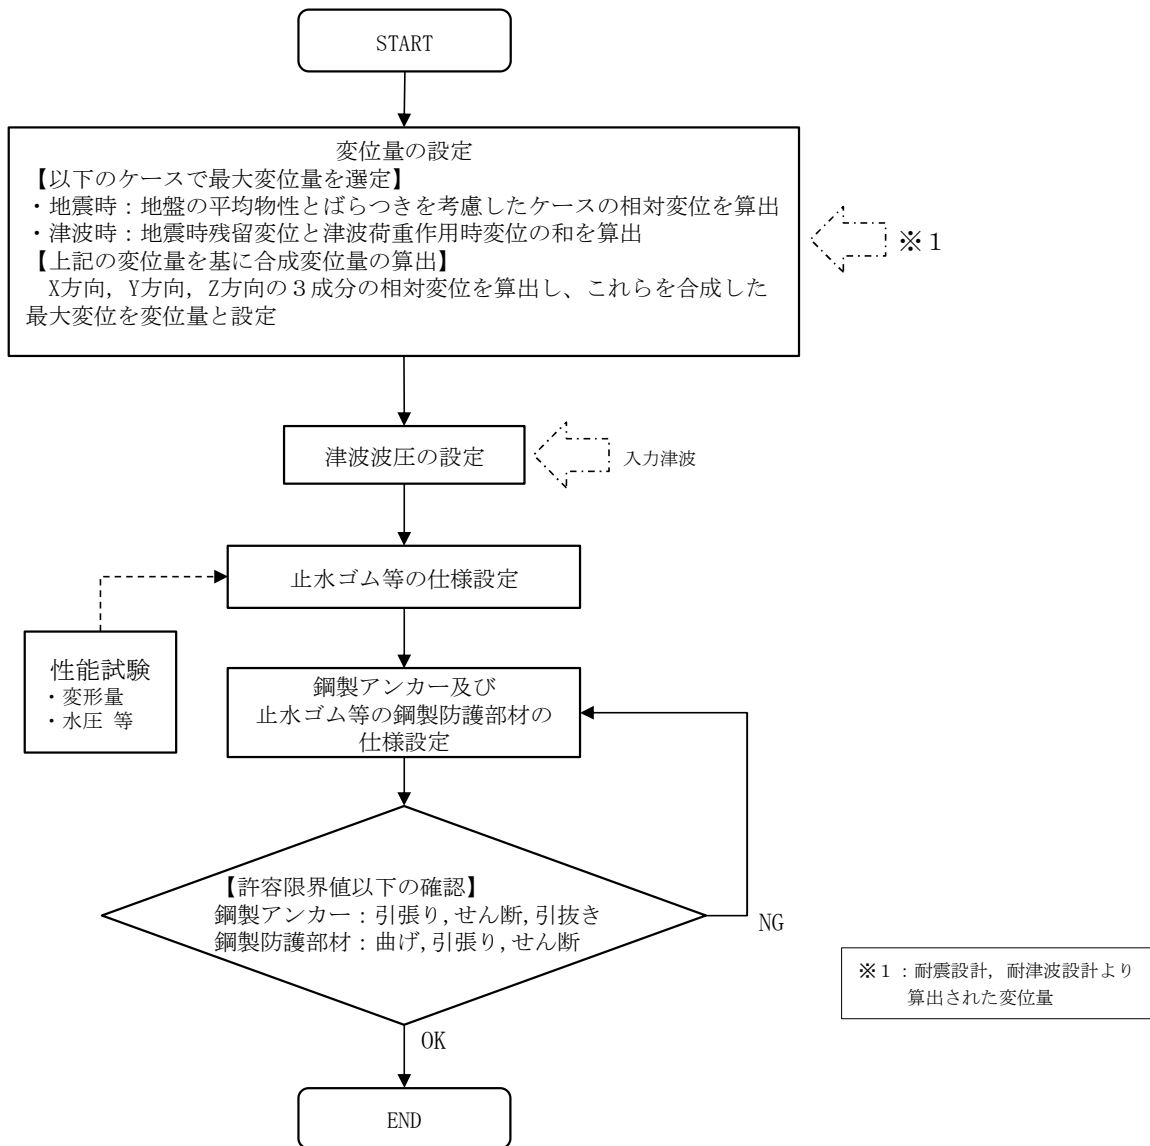 START
変位量の設定
【以下のケースで最大変位量を選定】
・地震時：地盤の平均物性とばらつきを考慮したケースの相対変位を算出
・津波時：地震時残留変位と津波荷重作用時変位の和を算出
【上記の変位量を基に合成変位量の算出】
X方向，Y方向，Z方向の３成分の相対変位を算出し、これらを合成した
最大変位を変位量と設定
※１
津波波圧の設定
入力津波
止水ゴム等の仕様設定
性能試験
・変形量
・水圧 等
鋼製アンカー及び
止水ゴム等の鋼製防護部材の
仕様設定
【許容限界値以下の確認】
鋼製アンカー：引張り，せん断，引抜き
鋼製防護部材：曲げ，引張り，せん断
NG
OK
END
※１：耐震設計，耐津波設計より
算出された変位量